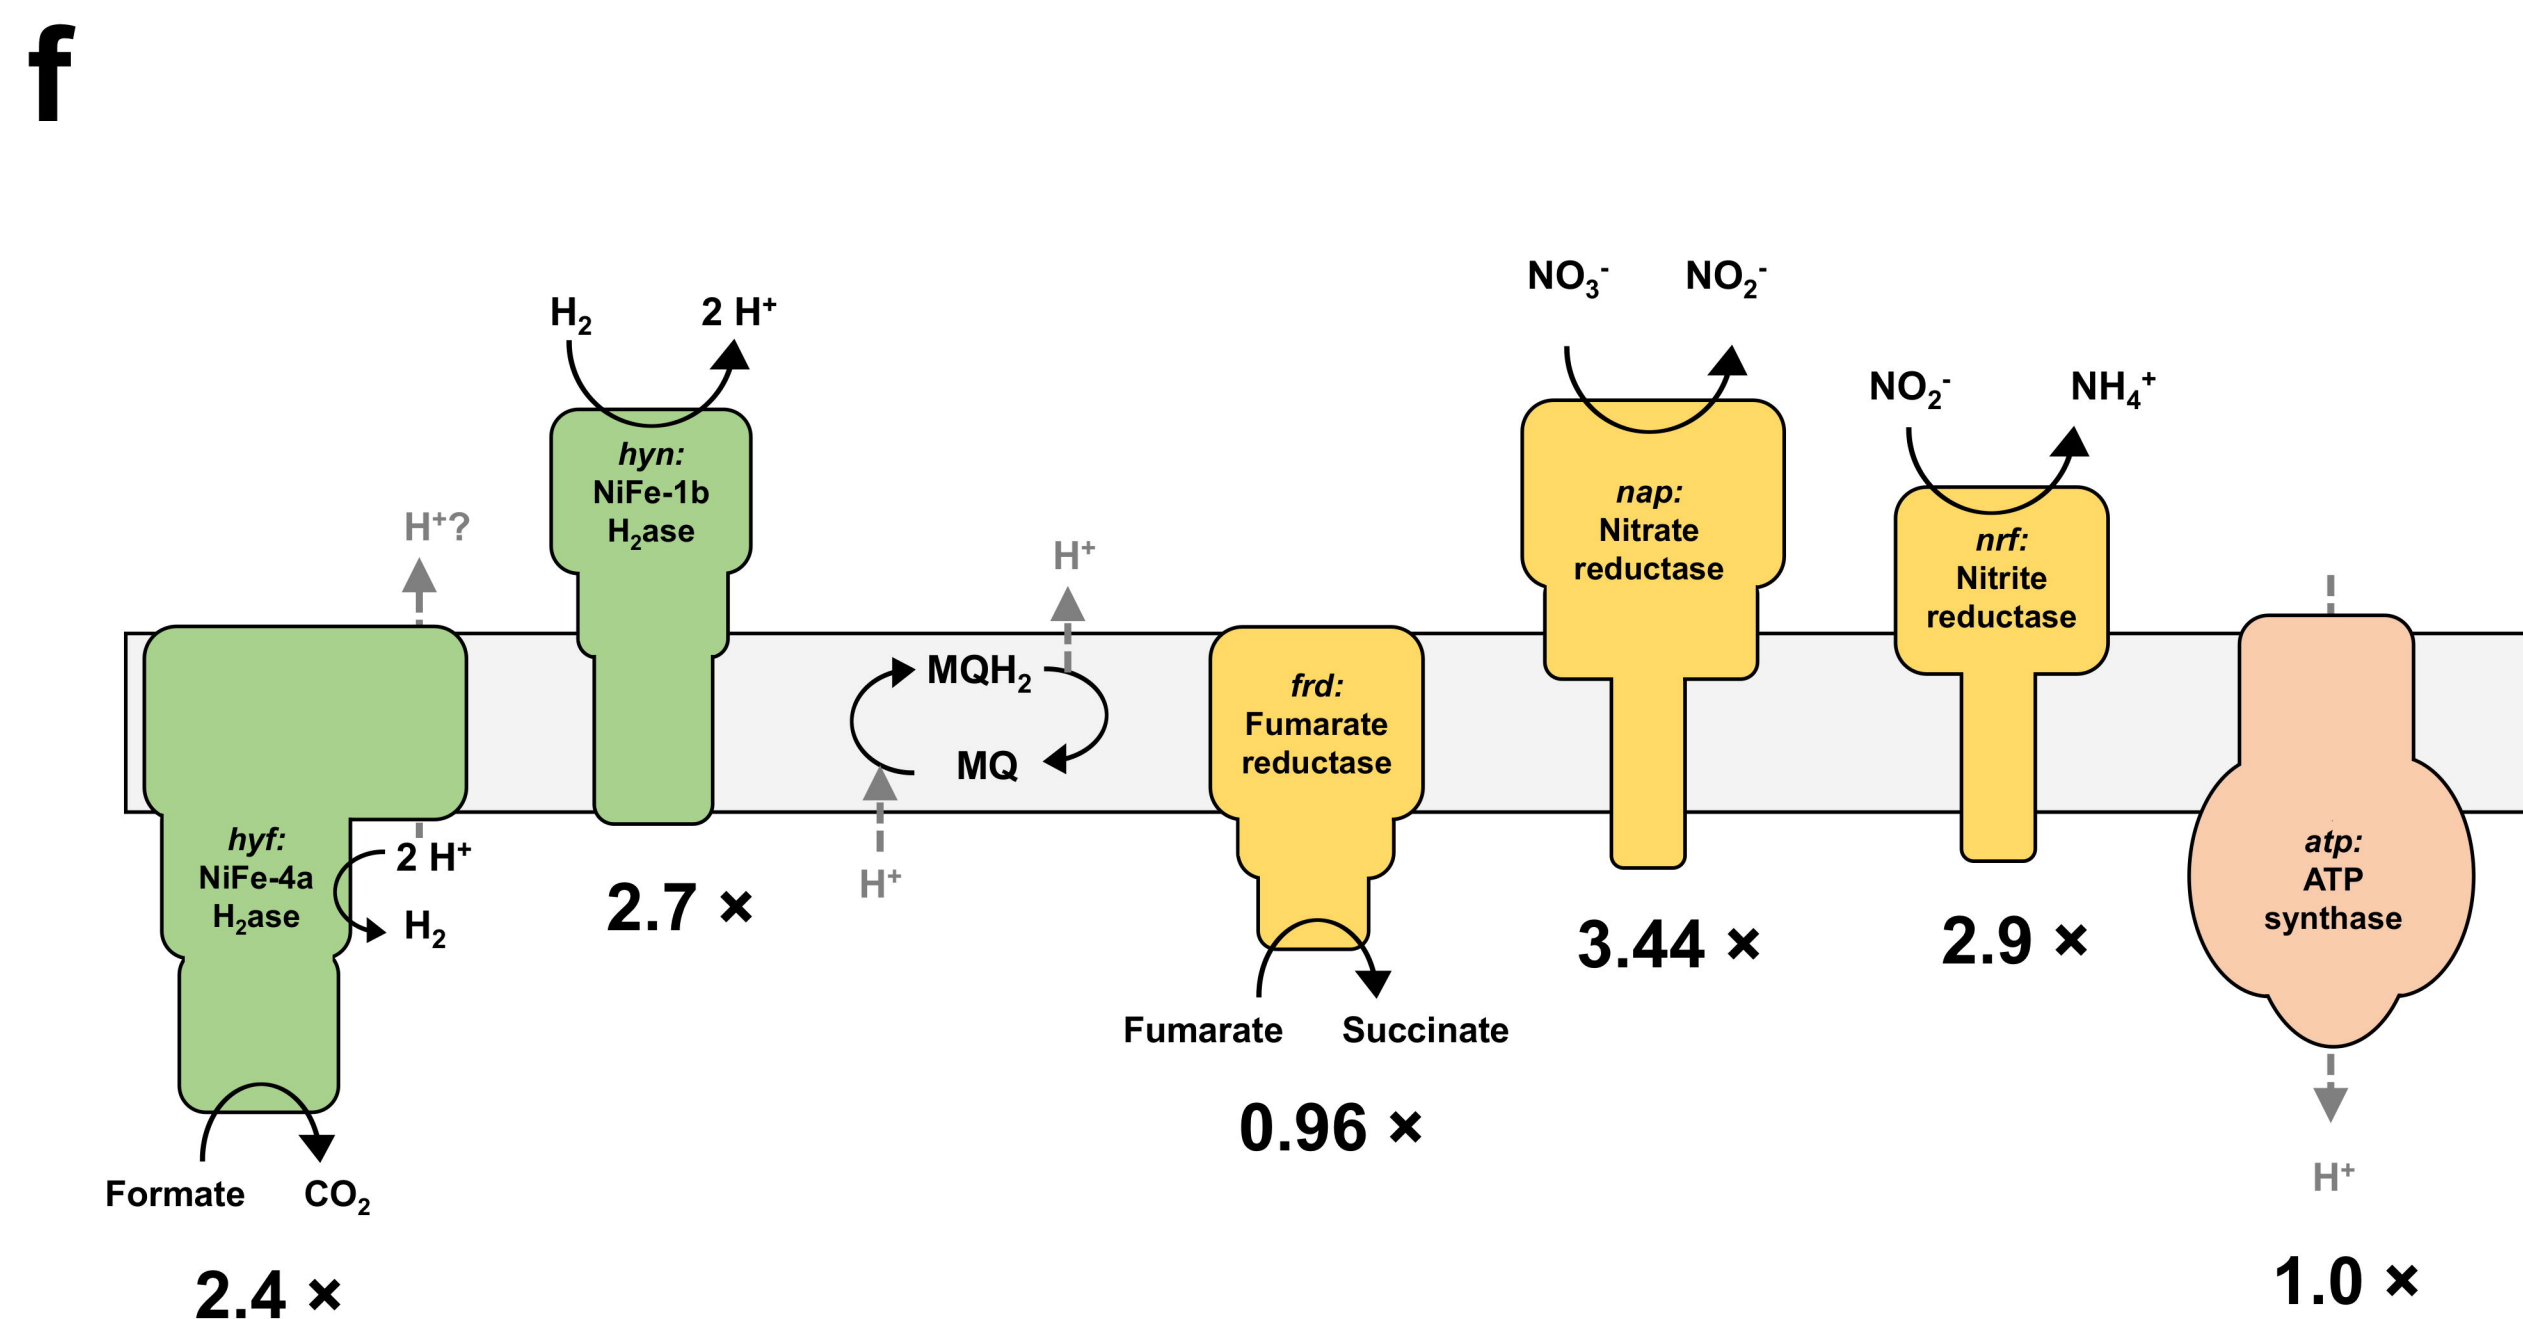 f
NO₃⁻ NO₂⁻
H₂ 2 H⁺
NO₂⁻ NH₄⁺
hyn:
NiFe-1b
H₂ase
H⁺?
nap:
Nitrate
reductase
H⁺
nrf:
Nitrite
reductase
MQH₂
MQ
frd:
Fumarate
reductase
hyf:
NiFe-4a
H₂ase
2 H⁺
H₂
2.7 ×
H⁺
atp:
ATP
synthase
3.44 ×
2.9 ×
Fumarate Succinate
0.96 ×
Formate CO₂
H⁺
2.4 ×
1.0 ×